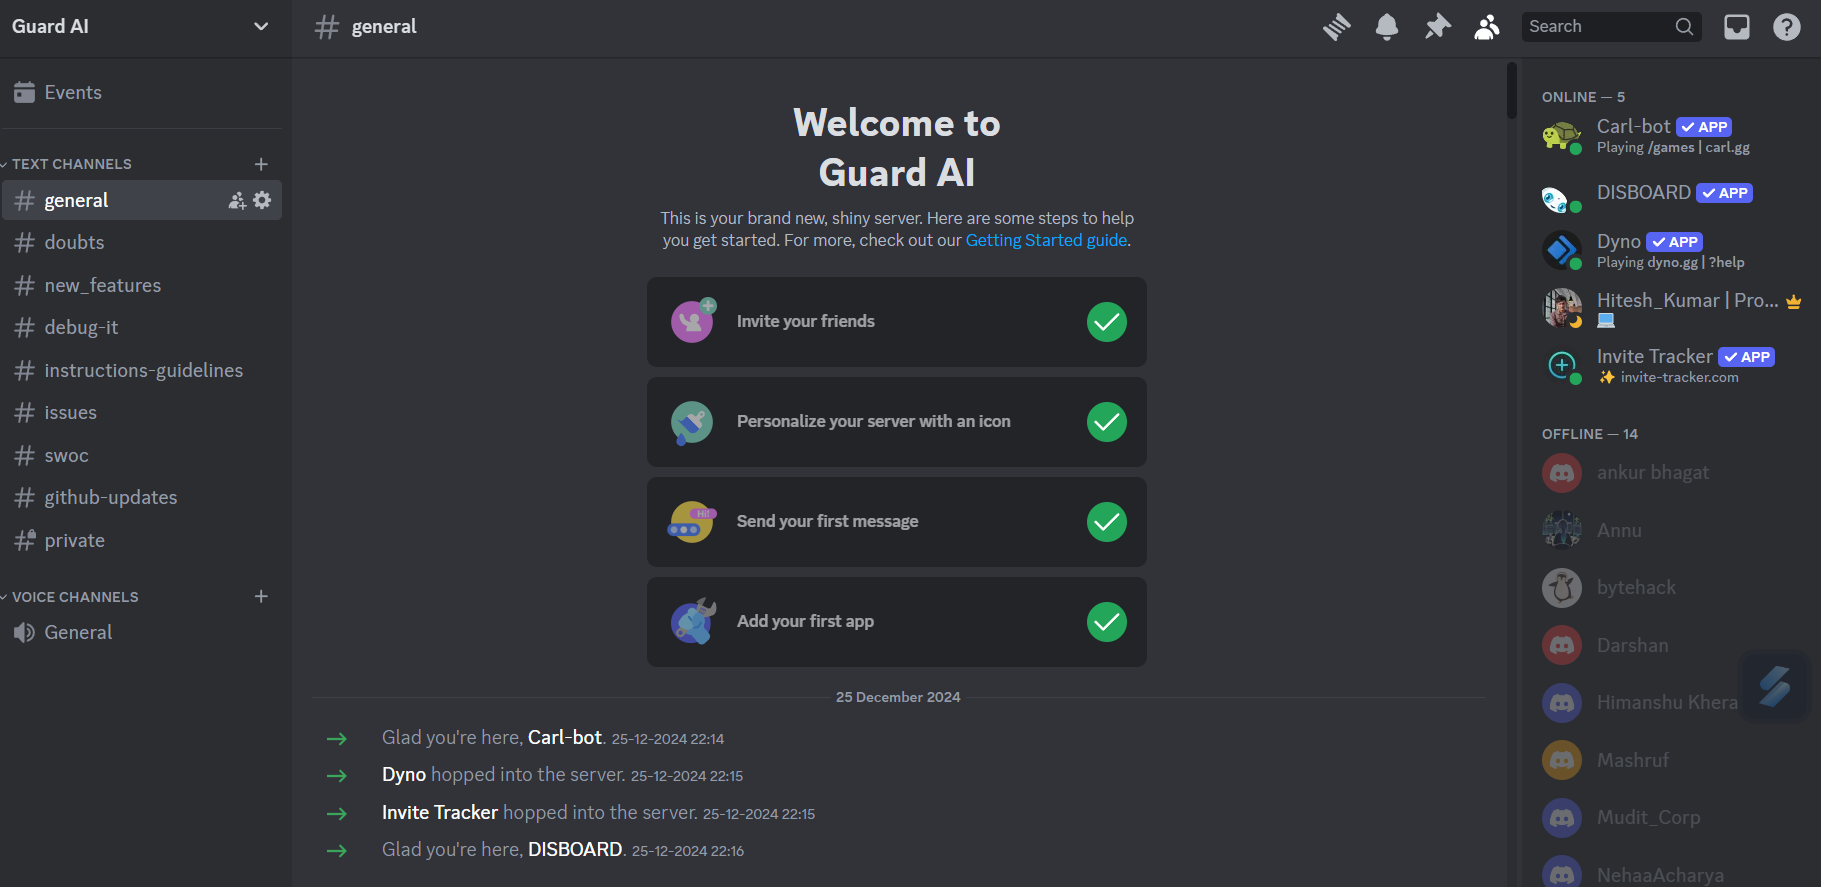 Guard AI
general
Search
Events
TEXT CHANNELS
general
doubts
new_features
debug-it
instructions-guidelines
issues
swoc
github-updates
private
VOICE CHANNELS
General
Welcome to
Guard AI
This is your brand new, shiny server. Here are some steps to help
you get started. For more, check out our Getting Started guide.
Invite your friends
Personalize your server with an icon
Hi!
Send your first message
Add your first app
25 December 2024
Glad you're here, Carl-bot. 25-12-2024 22:14
Dyno hopped into the server. 25-12-2024 22:15
Invite Tracker hopped into the server. 25-12-2024 22:15
Glad you're here, DISBOARD. 25-12-2024 22:16
ONLINE — 5
Carl-bot ✓ APP
Playing /games | carl.gg
DISBOARD ✓ APP
Dyno ✓ APP
Playing dyno.gg | ?help
Hitesh_Kumar | Pro...
Invite Tracker ✓ APP
✨ invite-tracker.com
OFFLINE — 14
ankur bhagat
Annu
bytehack
Darshan
Himanshu Khera
Mashruf
Mudit_Corp
NehaaAcharya